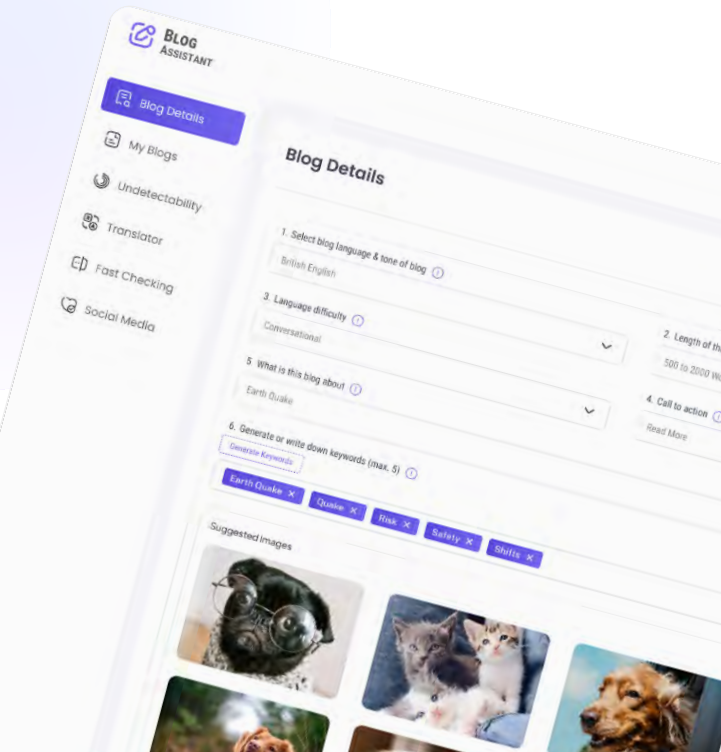 BLOG
ASSISTANT
Blog Details
My Blogs
Undetectability
Translator
Fast Checking
Social Media
Blog Details
1. Select blog language & tone of blog
British English
2. Length of th
500 to 2000 Wo
3. Language difficulty
Conversational
4. Call to action
Read More
5 What is this blog about
Earth Quake
6. Generate or write down keywords (max. 5)
Generate Keywords
Earth Quake ×
Quake ×
Risk ×
Safety ×
Shifts ×
Suggested Images